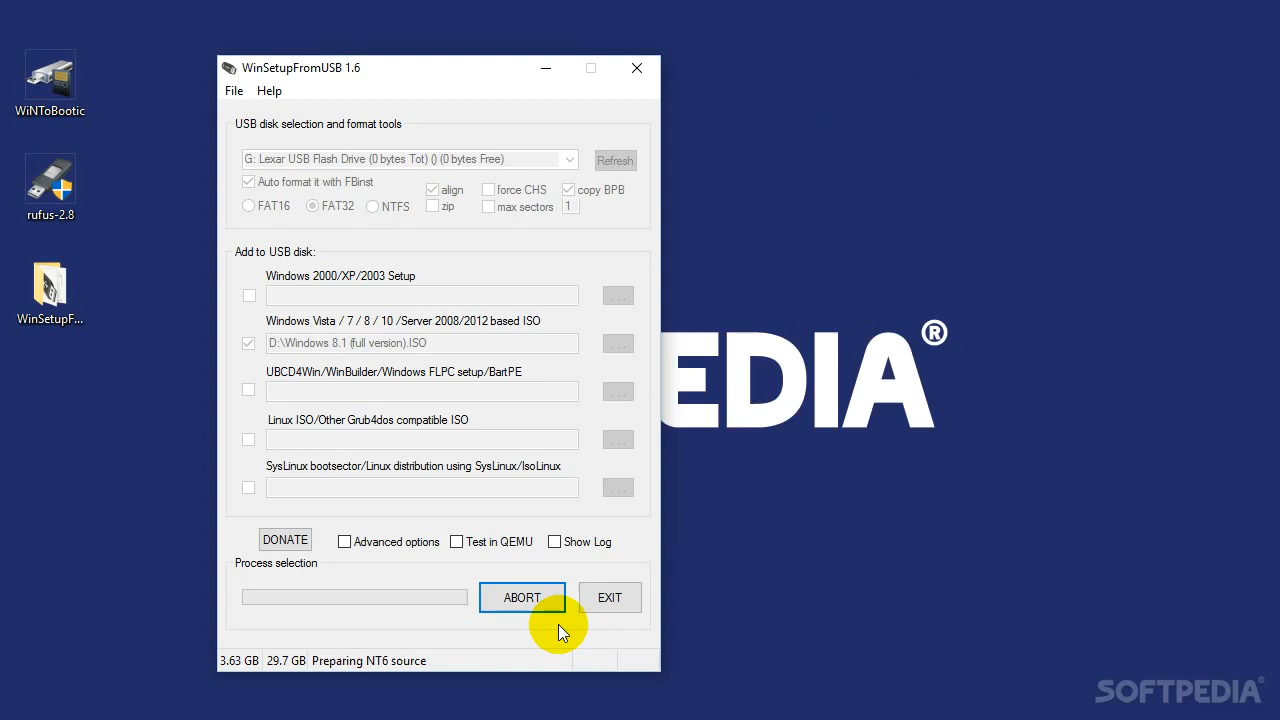 WiNToBootic
rufus-2.8
WinSetupF...
WinSetupFromUSB 1.6
File Help
USB disk selection and format tools
G: Lexar USB Flash Drive (0 bytes Tot) () (0 bytes Free)
Refresh
Auto format it with FBinst
align
force CHS
copy BPB
FAT16
FAT32
NTFS
zip
max sectors
1
Add to USB disk:
Windows 2000/XP/2003 Setup
...
Windows Vista / 7 / 8 / 10 /Server 2008/2012 based ISO
D:\Windows 8.1 (full version).ISO
...
UBCD4Win/WinBuilder/Windows FLPC setup/BartPE
...
Linux ISO/Other Grub4dos compatible ISO
...
SysLinux bootsector/Linux distribution using SysLinux/IsoLinux
...
DONATE
Advanced options
Test in QEMU
Show Log
Process selection
ABORT
EXIT
3.63 GB 29.7 GB Preparing NT6 source
PEDIA®
SOFTPEDIA®